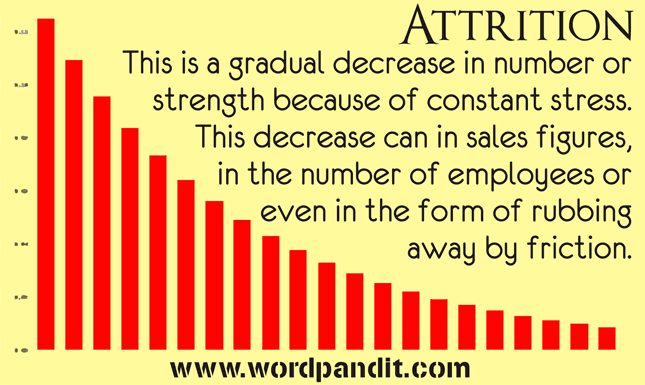 ATTRITION
This is a gradual decrease in number or
strength because of constant stress.
This decrease can in sales figures,
in the number of employees or
even in the form of rubbing
away by friction.
www.wordpandit.com